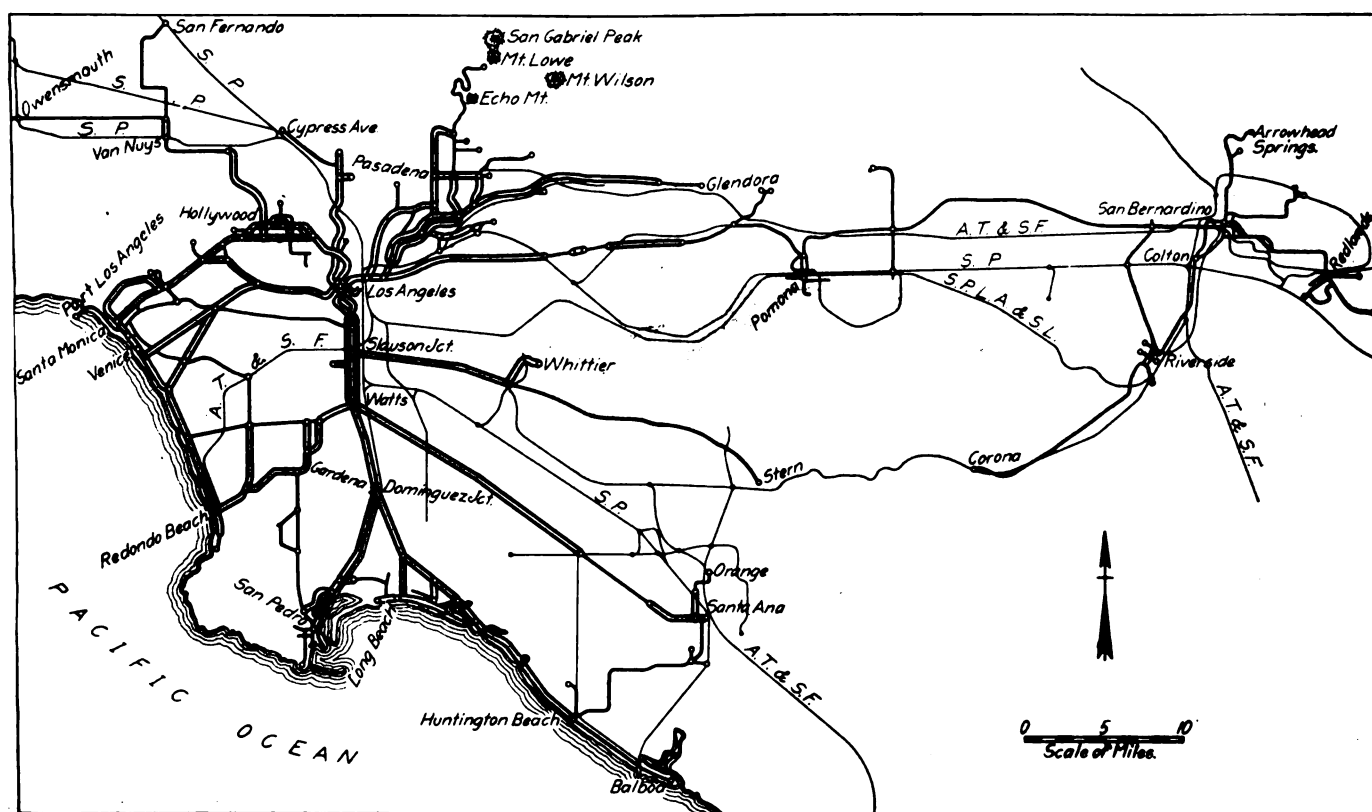 San Fernando
San Gabriel Peak
Mt. Lowe
Mt Wilson
Echo Mt.
S P
Owensmouth
S. P.
S. P.
Cypress Ave
Van Nuys
Pasadena
Glendora
Arrowhead
Springs.
Hollywood
San Bernardino
A.T. & S.F.
Redlands
Port Los Angeles
S. P
Colton
Los Angeles
Pomona
S.P.L.A & S.L.
Santa Monica
Venice
A. T. & S. F.
Slauson Jct.
Whittier
Riverside
Watts
A.T. & S.F.
Gardena
Dominguez Jct.
Stern
Corona
S.P.
Redondo Beach
Orange
San Pedro
Long Beach
Santa Ana
A.T. & S.F.
PACIFIC OCEAN
Huntington Beach
Balboa
0 5 10
Scale of Miles.